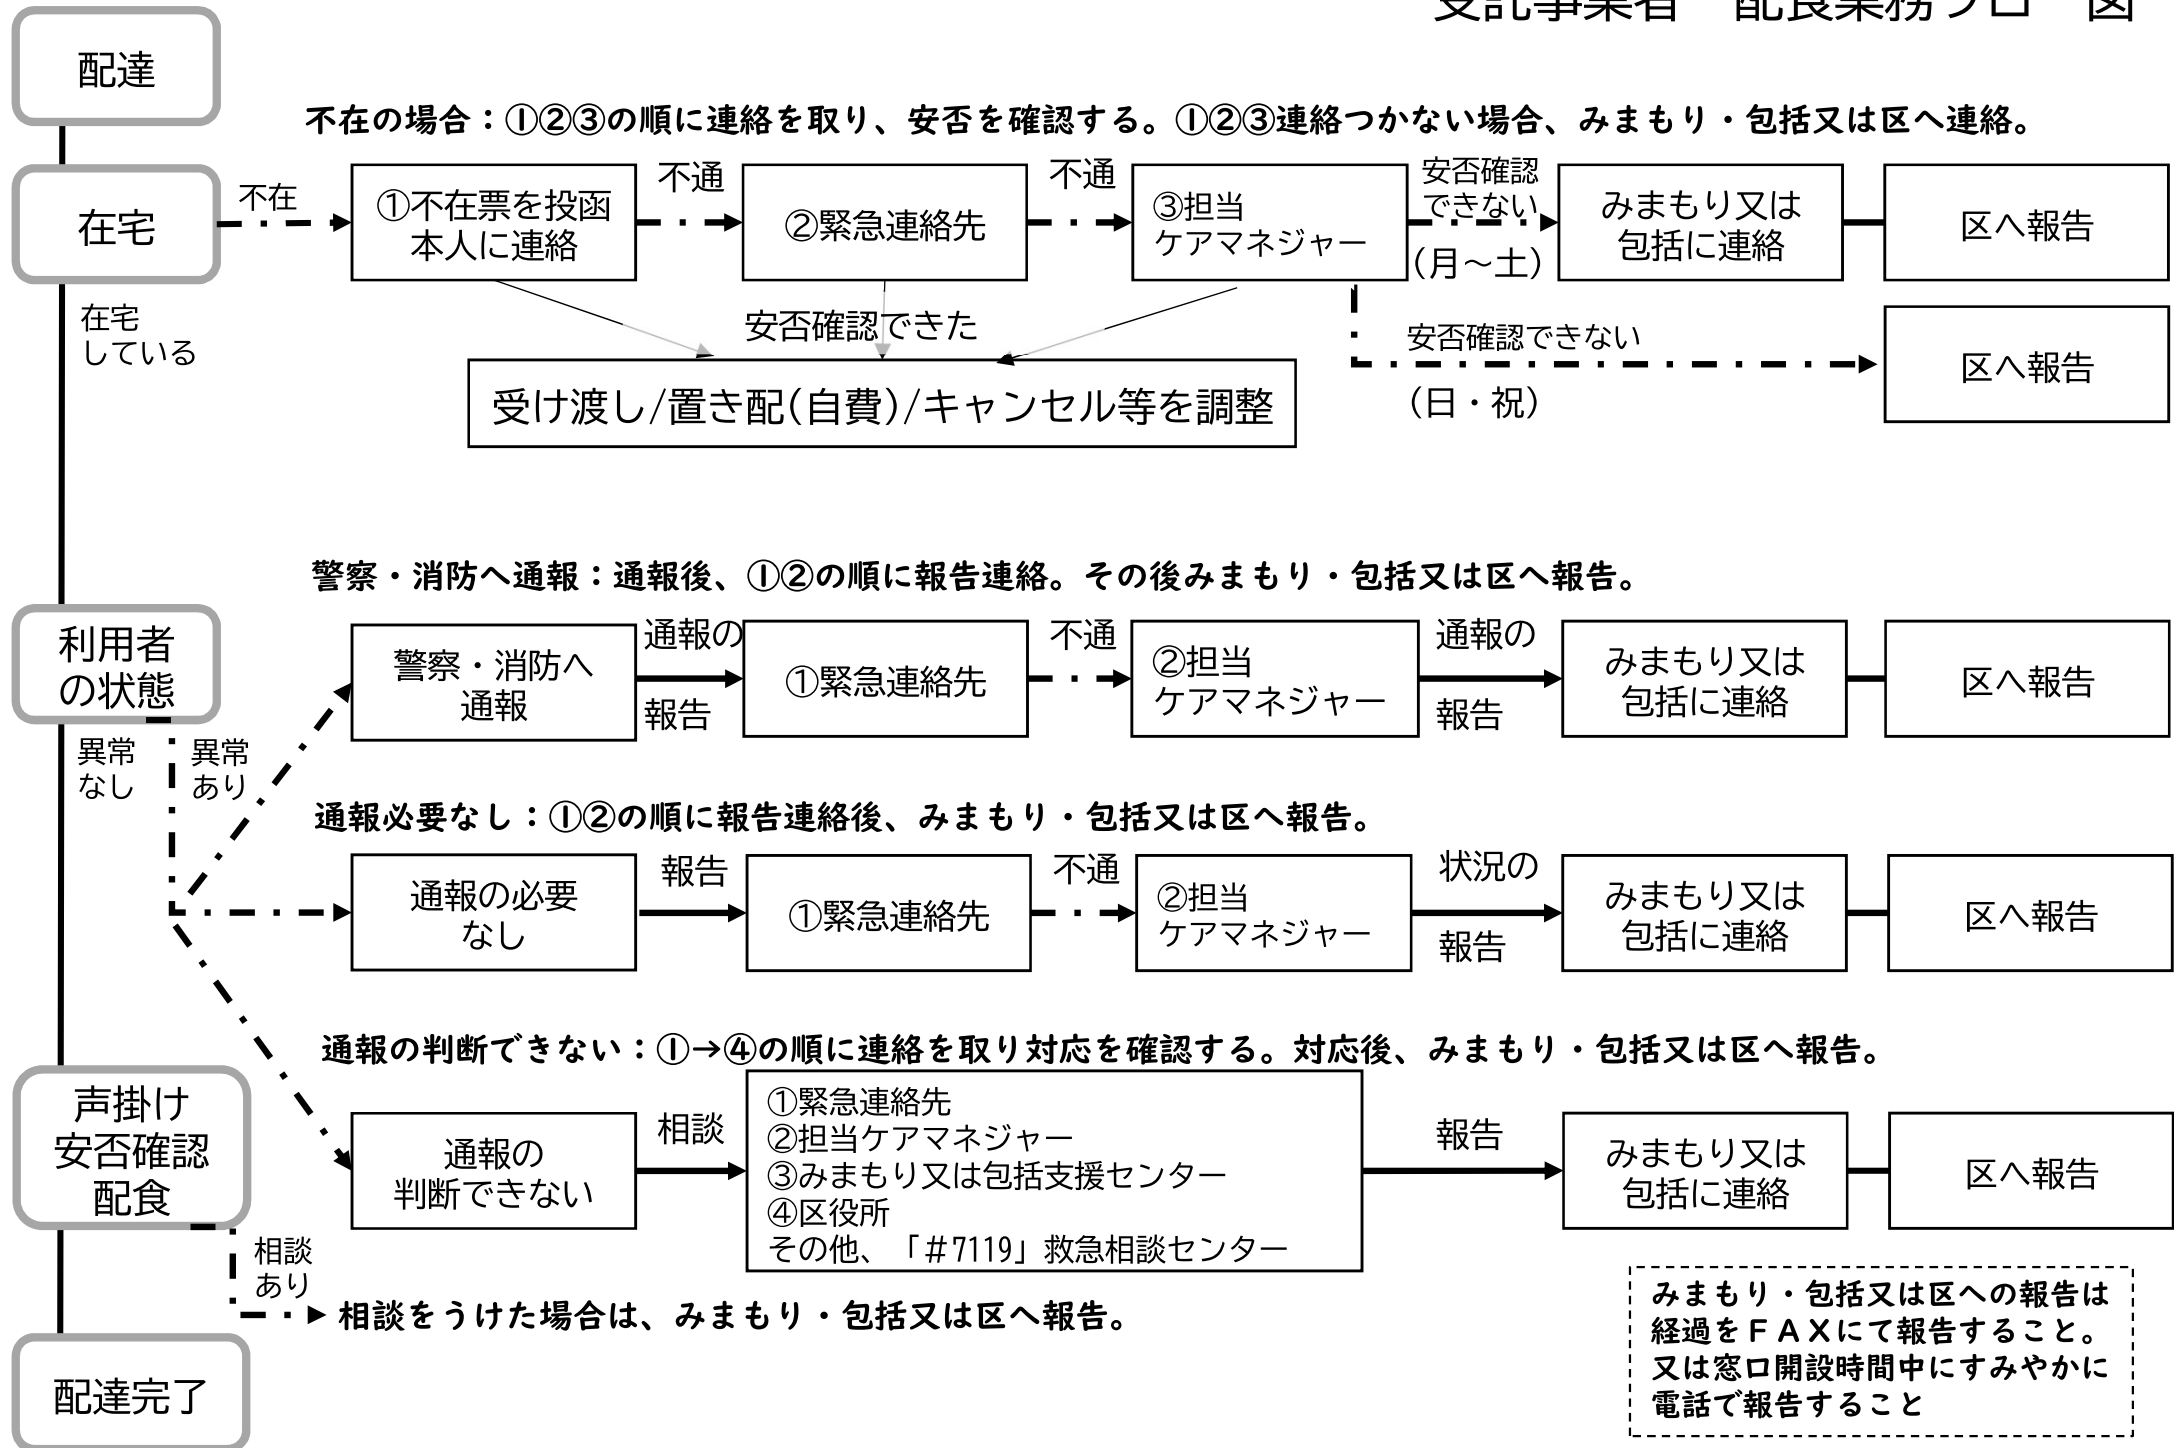 受託事業者　配食業務フロー図
配達
不在の場合：①②③の順に連絡を取り、安否を確認する。①②③連絡つかない場合、みまもり・包括又は区へ連絡。
在宅
不在
①不在票を投函
本人に連絡
不通
②緊急連絡先
不通
③担当
ケアマネジャー
安否確認
できない
（月～土）
みまもり又は
包括に連絡
区へ報告
在宅
している
安否確認できた
安否確認できない
（日・祝）
区へ報告
受け渡し/置き配（自費）/キャンセル等を調整
警察・消防へ通報：通報後、①②の順に報告連絡。その後みまもり・包括又は区へ報告。
利用者
の状態
警察・消防へ
通報
通報の
報告
①緊急連絡先
不通
②担当
ケアマネジャー
通報の
報告
みまもり又は
包括に連絡
区へ報告
異常
なし
異常
あり
通報必要なし：①②の順に報告連絡後、みまもり・包括又は区へ報告。
通報の必要
なし
報告
①緊急連絡先
不通
②担当
ケアマネジャー
状況の
報告
みまもり又は
包括に連絡
区へ報告
通報の判断できない：①→④の順に連絡を取り対応を確認する。対応後、みまもり・包括又は区へ報告。
声掛け
安否確認
配食
通報の
判断できない
相談
①緊急連絡先
②担当ケアマネジャー
③みまもり又は包括支援センター
④区役所
その他、「＃7119」救急相談センター
報告
みまもり又は
包括に連絡
区へ報告
相談
あり
相談をうけた場合は、みまもり・包括又は区へ報告。
みまもり・包括又は区への報告は
経過をＦＡＸにて報告すること。
又は窓口開設時間中にすみやかに
電話で報告すること
配達完了